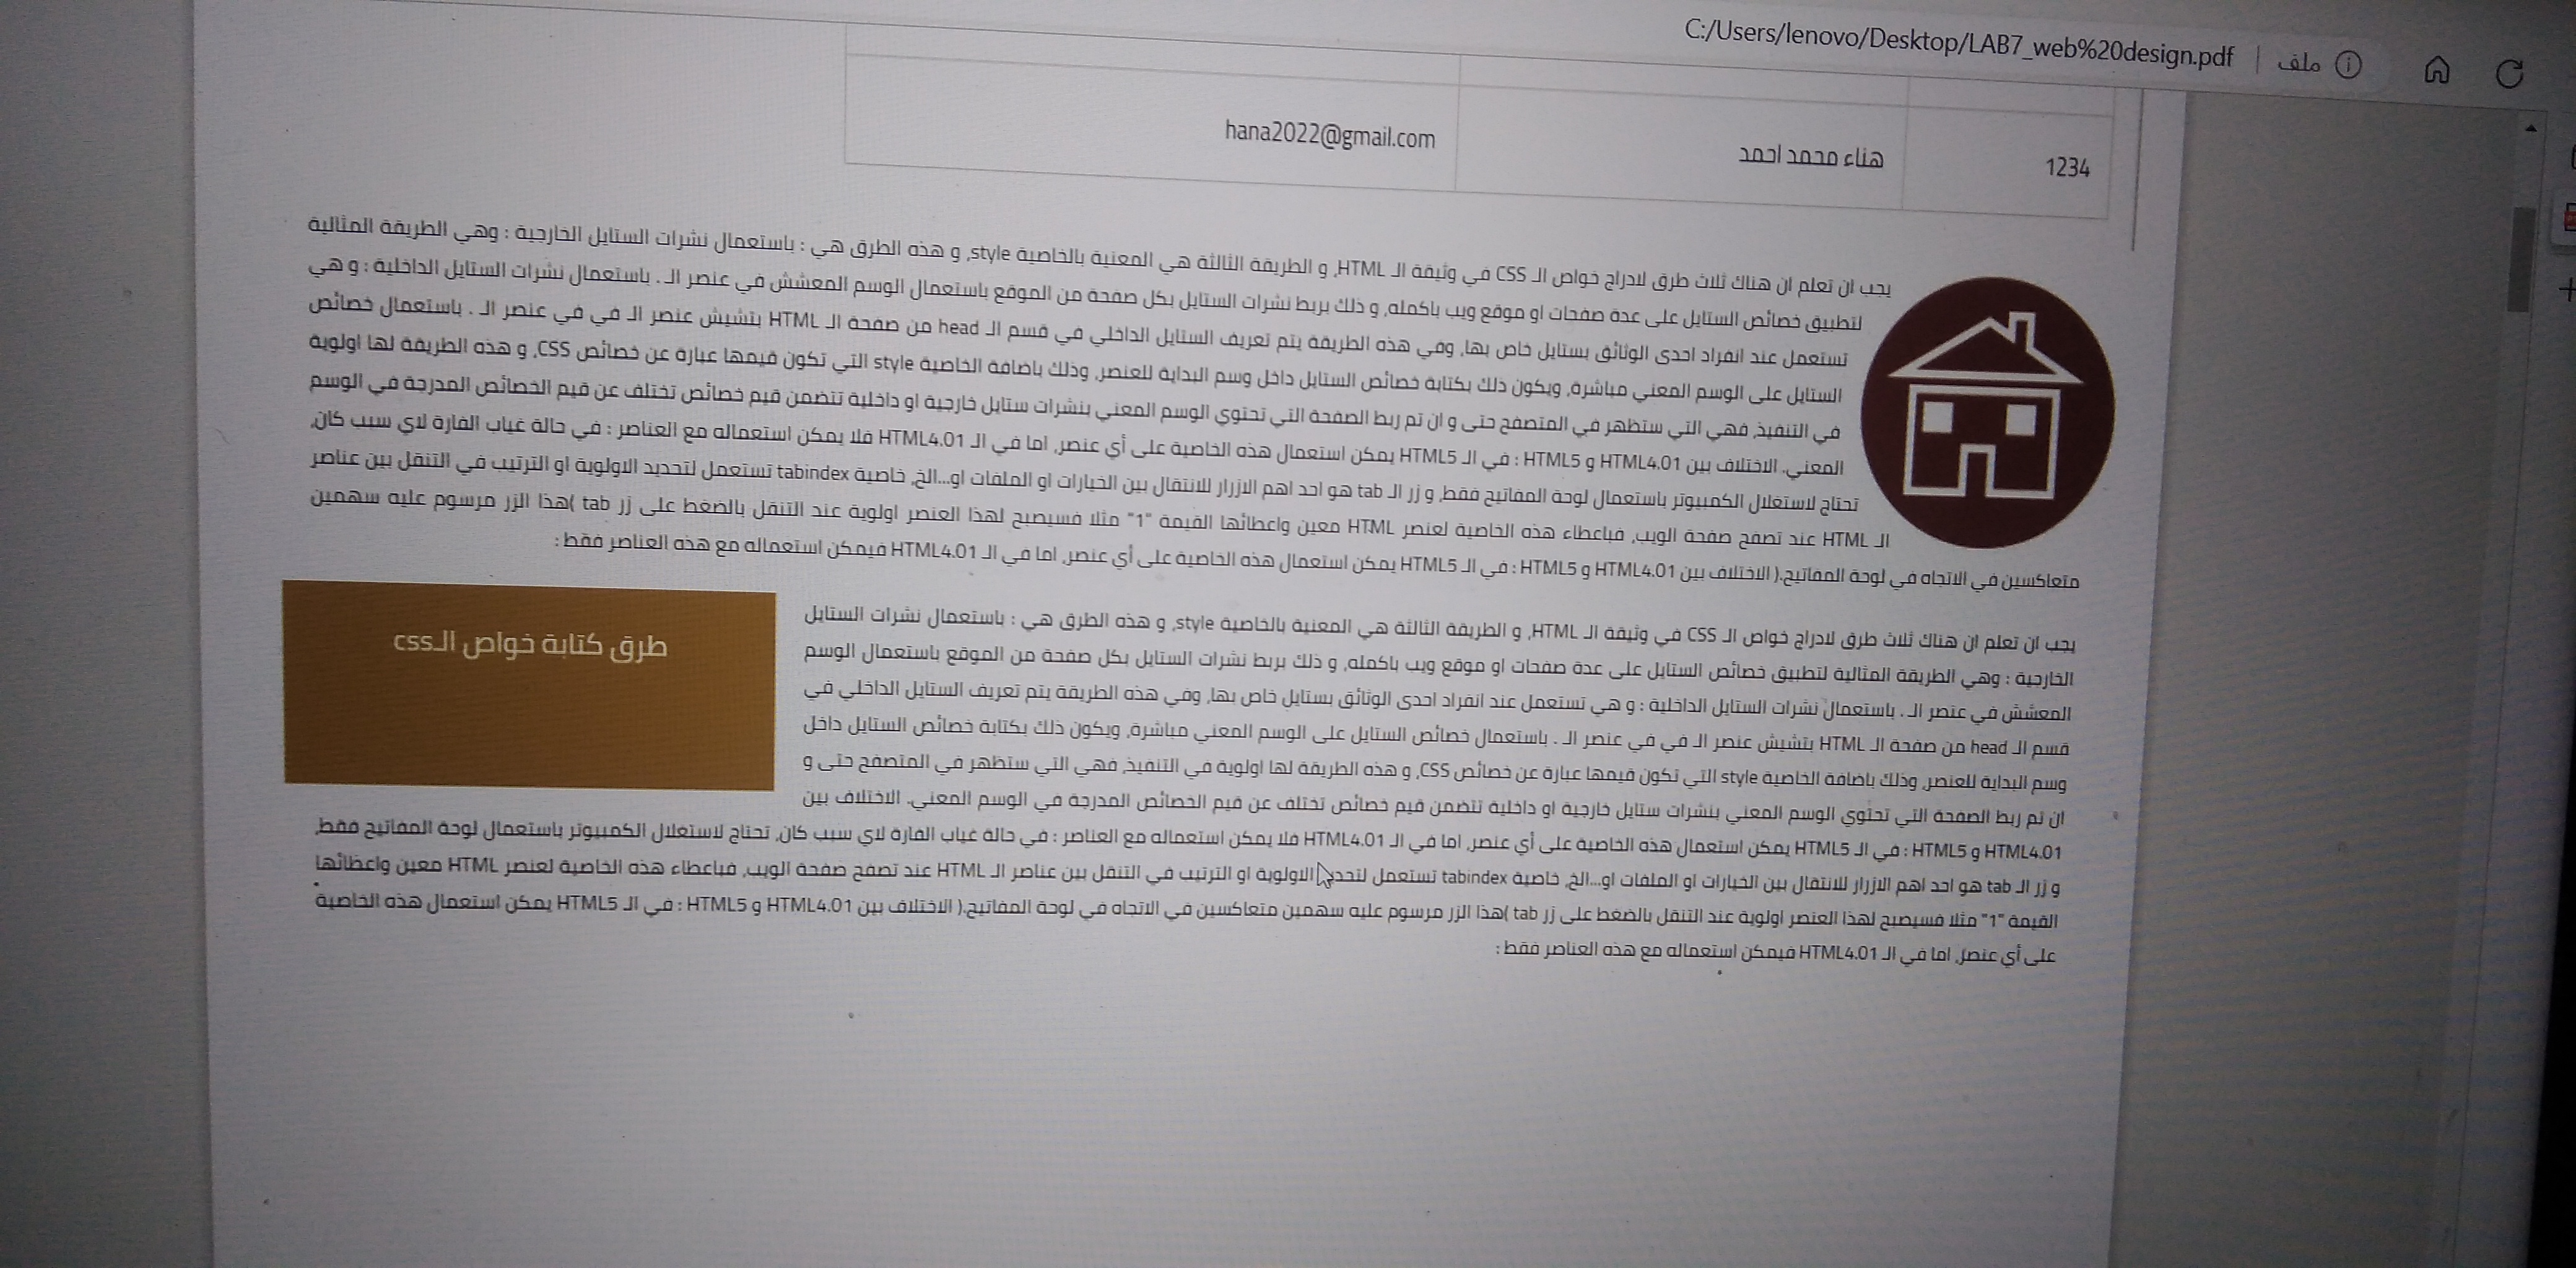 C:/Users/lenovo/Desktop/LAB7_web%20design.pdf | ملف
1234 هناء محمد احمد hana2022@gmail.com
يجب ان تعلم ان هناك ثلاث طرق لادراج خواص الـ CSS في وثيقة الـ HTML, و الطريقة الثالثة هي المعنية بالخاصية style, و هذه الطرق هي : باستعمال نشرات الستايل الخارجية : وهي الطريقة المثالية
لتطبيق خصائص الستايل على عدة صفحات او موقع ويب باكمله, و ذلك بربط نشرات الستايل بكل صفحة من الموقع باستعمال الوسم المعشش في عنصر الـ . باستعمال نشرات الستايل الداخلية : و هي
تستعمل عند انفراد احدى الوثائق بستايل خاص بها, وفي هذه الطريقة يتم تعريف الستايل الداخلي في قسم الـ head من صفحة الـ HTML بتشيش عنصر الـ في في عنصر الـ . باستعمال خصائص
الستايل على الوسم المعني مباشرة, ويكون ذلك بكتابة خصائص الستايل داخل وسم البداية للعنصر, وذلك باضافة الخاصية style التي تكون قيمها عبارة عن خصائص CSS, و هذه الطريقة لها اولوية
في التنفيذ, فهي التي ستظهر في المتصفح حتى و ان تم ربط الصفحة التي تحتوي الوسم المعني بنشرات ستايل خارجية او داخلية تتضمن قيم خصائص تختلف عن قيم الخصائص المدرجة في الوسم
المعني. الاختلاف بين HTML4.01 و HTML5 : في الـ HTML5 يمكن استعمال هذه الخاصية على أي عنصر, اما في الـ HTML4.01 فلا يمكن استعماله مع العناصر : في حالة غياب الفارة لاي سبب كان,
تحتاج لاستغلال الكمبيوتر باستعمال لوحة المفاتيح فقط, و زر الـ tab هو احد اهم الازرار للانتقال بين الخيارات او الملفات او...الخ, خاصية tabindex تستعمل لتحديد الاولوية او الترتيب في التنقل بين عناصر
الـ HTML عند تصفح صفحة الويب, فباعطاء هذه الخاصية لعنصر HTML معين واعطائها القيمة "1" مثلا فسيصبح لهذا العنصر اولوية عند التنقل بالضغط على زر tab )هذا الزر مرسوم عليه سهمين
متعاكسين في الاتجاه في لوحة المفاتيح.( الاختلاف بين HTML4.01 و HTML5 : في الـ HTML5 يمكن استعمال هذه الخاصية على أي عنصر, اما في الـ HTML4.01 فيمكن استعماله مع هذه العناصر فقط :
طرق كتابة خواص الـcss
يجب ان تعلم ان هناك ثلاث طرق لادراج خواص الـ CSS في وثيقة الـ HTML, و الطريقة الثالثة هي المعنية بالخاصية style, و هذه الطرق هي : باستعمال نشرات الستايل
الخارجية : وهي الطريقة المثالية لتطبيق خصائص الستايل على عدة صفحات او موقع ويب باكمله, و ذلك بربط نشرات الستايل بكل صفحة من الموقع باستعمال الوسم
المعشش في عنصر الـ . باستعمال نشرات الستايل الداخلية : و هي تستعمل عند انفراد احدى الوثائق بستايل خاص بها, وفي هذه الطريقة يتم تعريف الستايل الداخلي في
قسم الـ head من صفحة الـ HTML بتشيش عنصر الـ في في عنصر الـ . باستعمال خصائص الستايل على الوسم المعني مباشرة, ويكون ذلك بكتابة خصائص الستايل داخل
وسم البداية للعنصر, وذلك باضافة الخاصية style التي تكون قيمها عبارة عن خصائص CSS, و هذه الطريقة لها اولوية في التنفيذ, فهي التي ستظهر في المتصفح حتى و
ان تم ربط الصفحة التي تحتوي الوسم المعني بنشرات ستايل خارجية او داخلية تتضمن قيم خصائص تختلف عن قيم الخصائص المدرجة في الوسم المعني. الاختلاف بين
HTML4.01 و HTML5 : في الـ HTML5 يمكن استعمال هذه الخاصية على أي عنصر, اما في الـ HTML4.01 فلا يمكن استعماله مع العناصر : في حالة غياب الفارة لاي سبب كان, تحتاج لاستغلال الكمبيوتر باستعمال لوحة المفاتيح فقط,
و زر الـ tab هو احد اهم الازرار للانتقال بين الخيارات او الملفات او...الخ, خاصية tabindex تستعمل لتحديد الاولوية او الترتيب في التنقل بين عناصر الـ HTML عند تصفح صفحة الويب, فباعطاء هذه الخاصية لعنصر HTML معين واعطائها
القيمة "1" مثلا فسيصبح لهذا العنصر اولوية عند التنقل بالضغط على زر tab )هذا الزر مرسوم عليه سهمين متعاكسين في الاتجاه في لوحة المفاتيح.( الاختلاف بين HTML4.01 و HTML5 : في الـ HTML5 يمكن استعمال هذه الخاصية
على أي عنصر, اما في الـ HTML4.01 فيمكن استعماله مع هذه العناصر فقط :